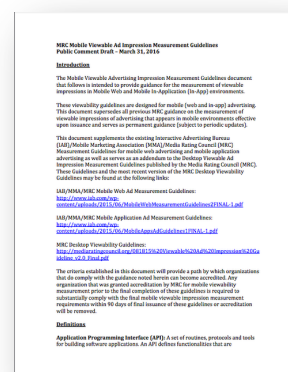 MRC Mobile Viewable Ad Impression Measurement Guidelines
Public Comment Draft – March 31, 2016
Introduction
The Mobile Viewable Advertising Impression Measurement Guidelines document
that follows is intended to provide guidance for the measurement of viewable
impressions in Mobile Web and Mobile In-Application (In-App) environments.
These viewability guidelines are designed for mobile [web and in-app] advertising.
This document supersedes all previous MRC guidance on the measurement of
viewable impressions of advertising that appear in mobile environments effective
upon issuance and serves as permanent guidance (subject to periodic updates).
This document supplements the existing Interactive Advertising Bureau
(IAB)/Mobile Marketing Association (MMA)/Media Rating Council (MRC)
Measurement Guidelines for mobile web advertising and mobile application
advertising as well as serves as an addendum to the Desktop Viewable Ad
Impression Measurement Guidelines published by the Media Rating Council (MRC).
These Guidelines and the most recent version of the MRC Desktop Viewability
Guidelines may be found at the following links:
IAB/MMA/MRC Mobile Web Ad Measurement Guidelines:
http://www.iab.com/wp-
content/uploads/2015/06/MobileWebMeasurementGuidelines2FINAL-1.pdf
IAB/MMA/MRC Mobile Application Ad Measurement Guidelines:
http://www.iab.com/wp-
content/uploads/2015/06/MobileAppsAdGuidelines1FINAL-1.pdf
MRC Desktop Viewability Guidelines:
http://mediaratingcouncil.org/081815%20Viewable%20Ad%20Impression%20Gu
ideline_v2.0_Final.pdf
The criteria established in this document will provide a path by which organizations
that do comply with the guidance noted herein can become accredited. Any
organization that was granted accreditation by MRC for mobile viewability
measurement prior to the final completion of these guidelines is required to
substantially comply with the final mobile viewable impression measurement
requirements within 90 days of final issuance of these guidelines or accreditation
will be removed.
Definitions
Application Programming Interface (API): A set of routines, protocols and tools
for building software applications. An API defines functionalities that are